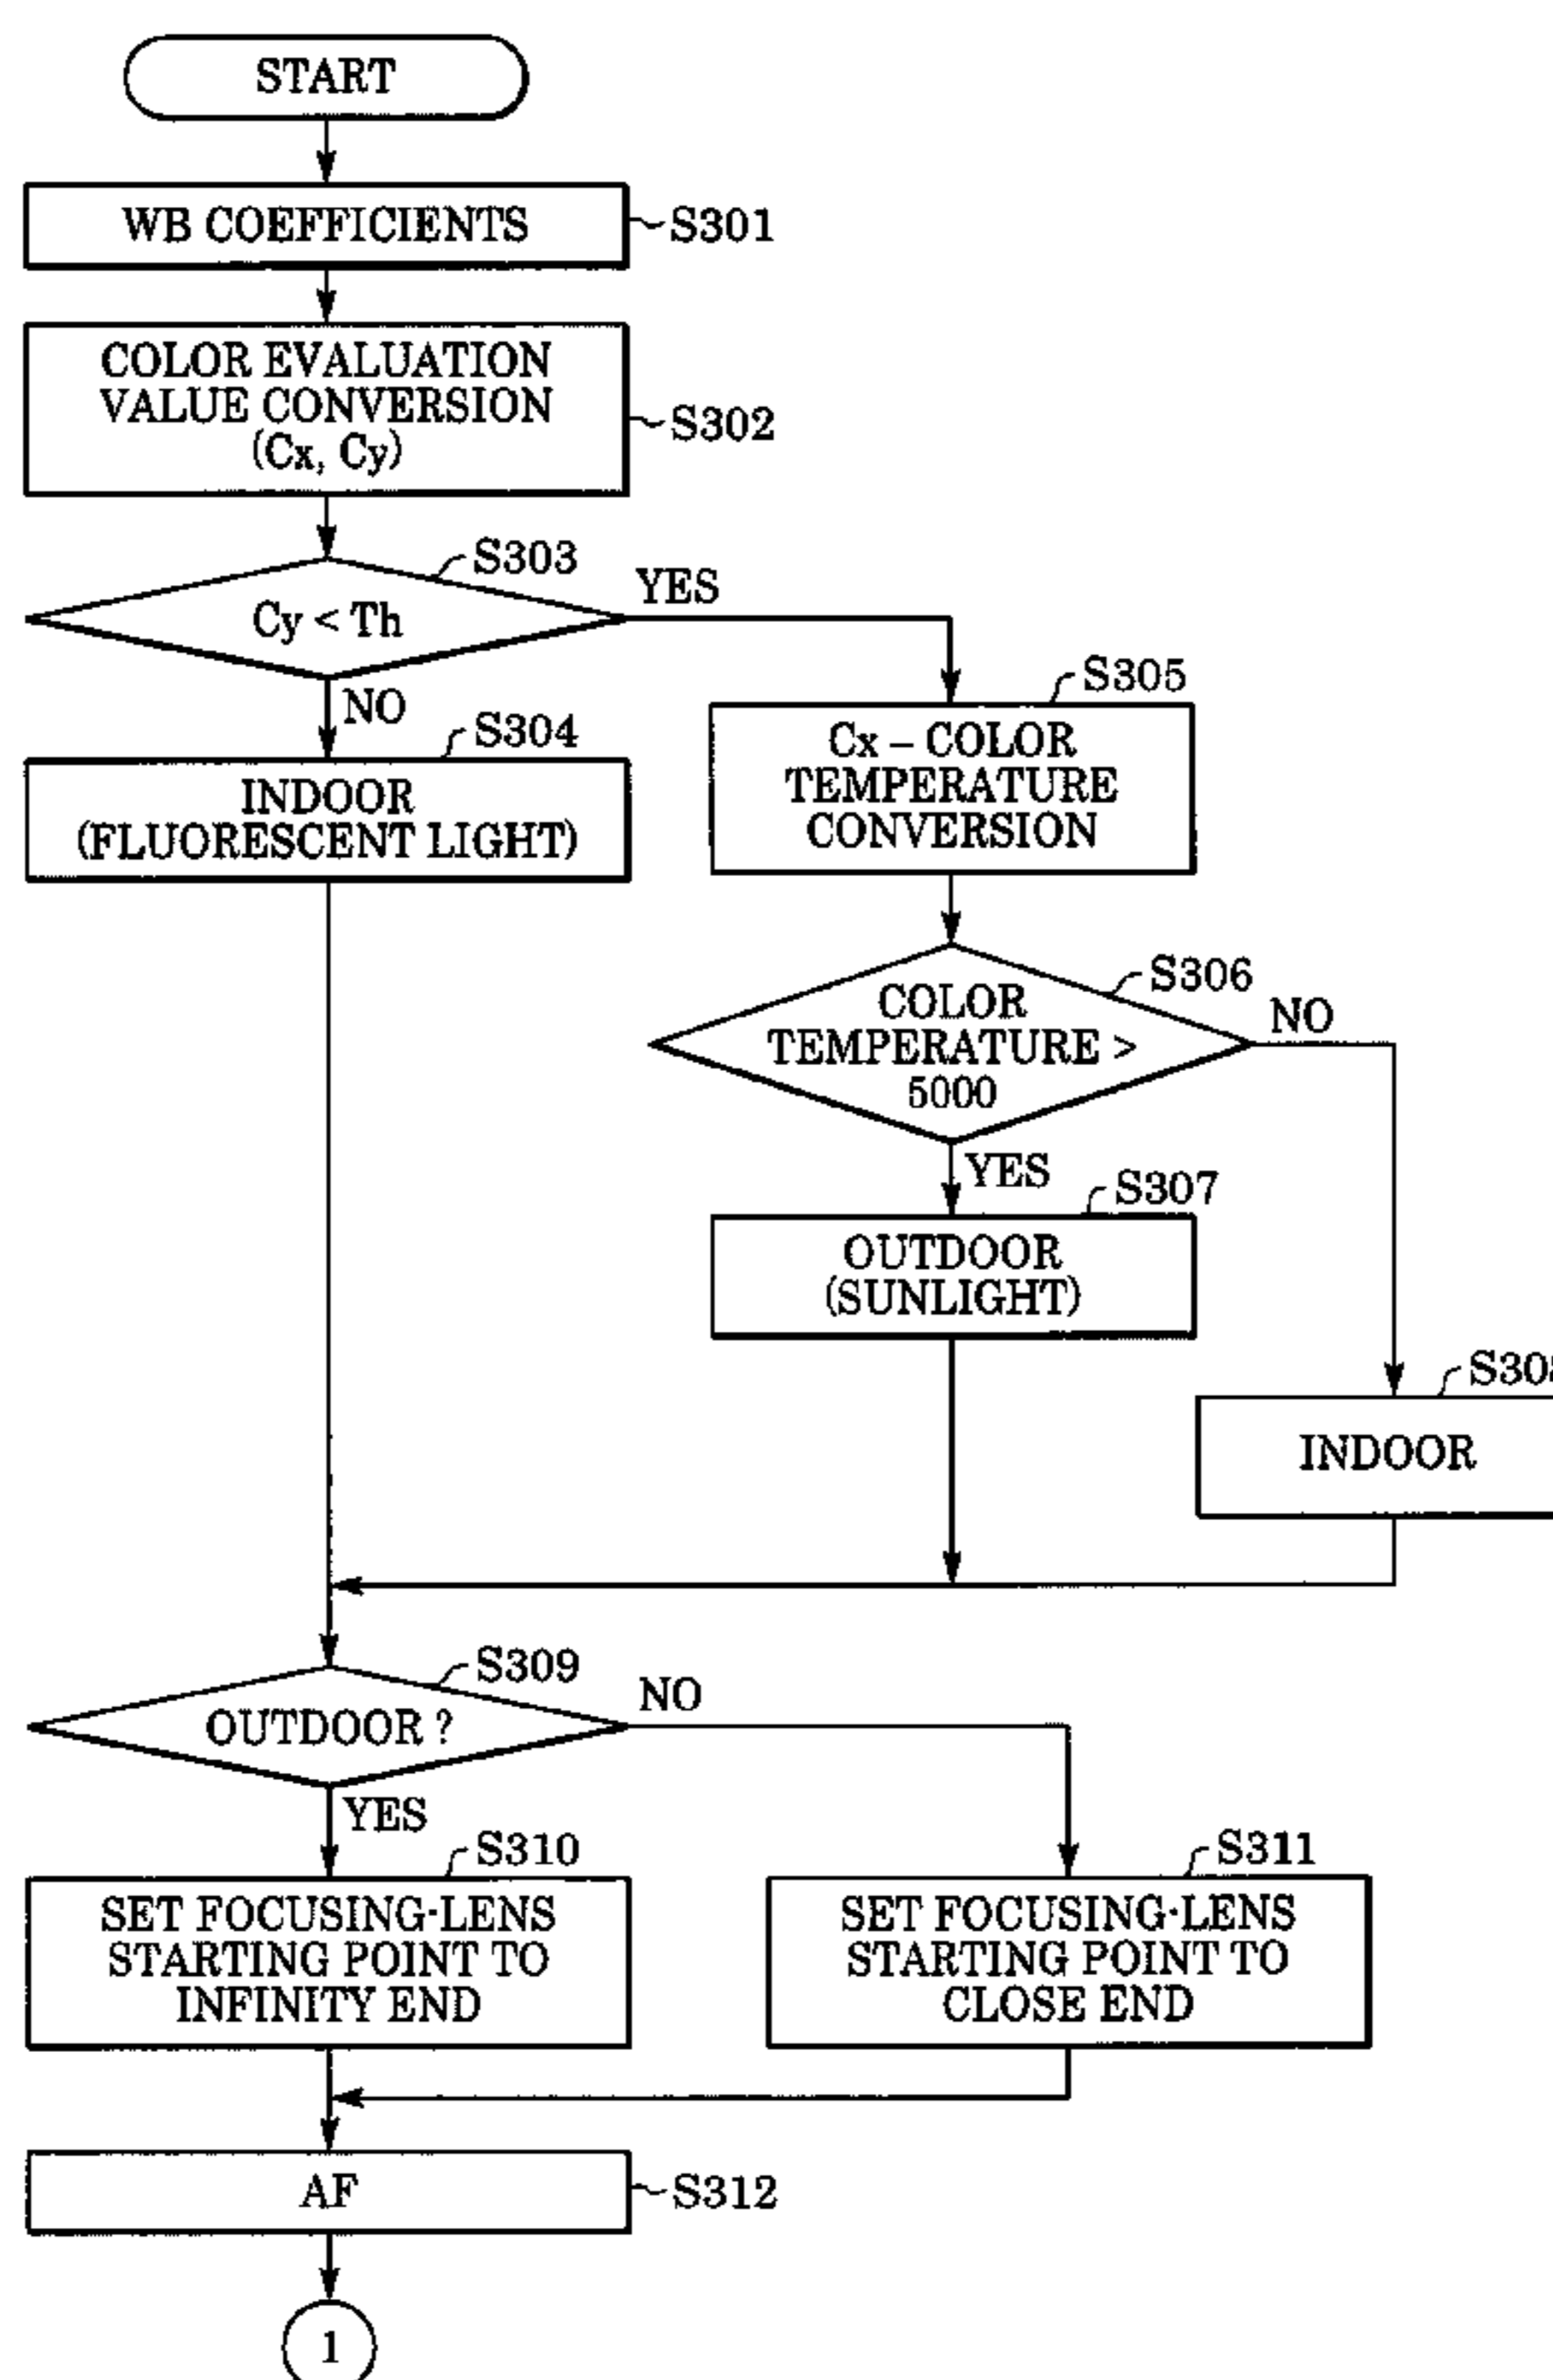 START
WB COEFFICIENTS
S301
COLOR EVALUATION
VALUE CONVERSION
(Cx, Cy)
S302
S303
Cy < Th
YES
NO
S304
INDOOR
(FLUORESCENT LIGHT)
S305
Cx – COLOR
TEMPERATURE
CONVERSION
S306
COLOR
TEMPERATURE >
5000
NO
YES
S307
OUTDOOR
(SUNLIGHT)
INDOOR
S309
OUTDOOR ?
NO
YES
S310
SET FOCUSING-LENS
STARTING POINT TO
INFINITY END
S311
SET FOCUSING-LENS
STARTING POINT TO
CLOSE END
AF
S312
1